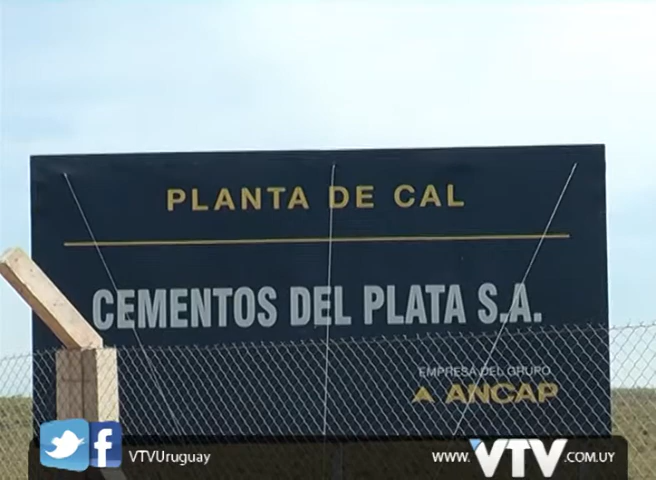 PLANTA DE CAL
CEMENTOS DEL PLATA S.A.
EMPRESA DEL GRUPO
ANCAP
VTVUruguay
www.VTV.COM.UY